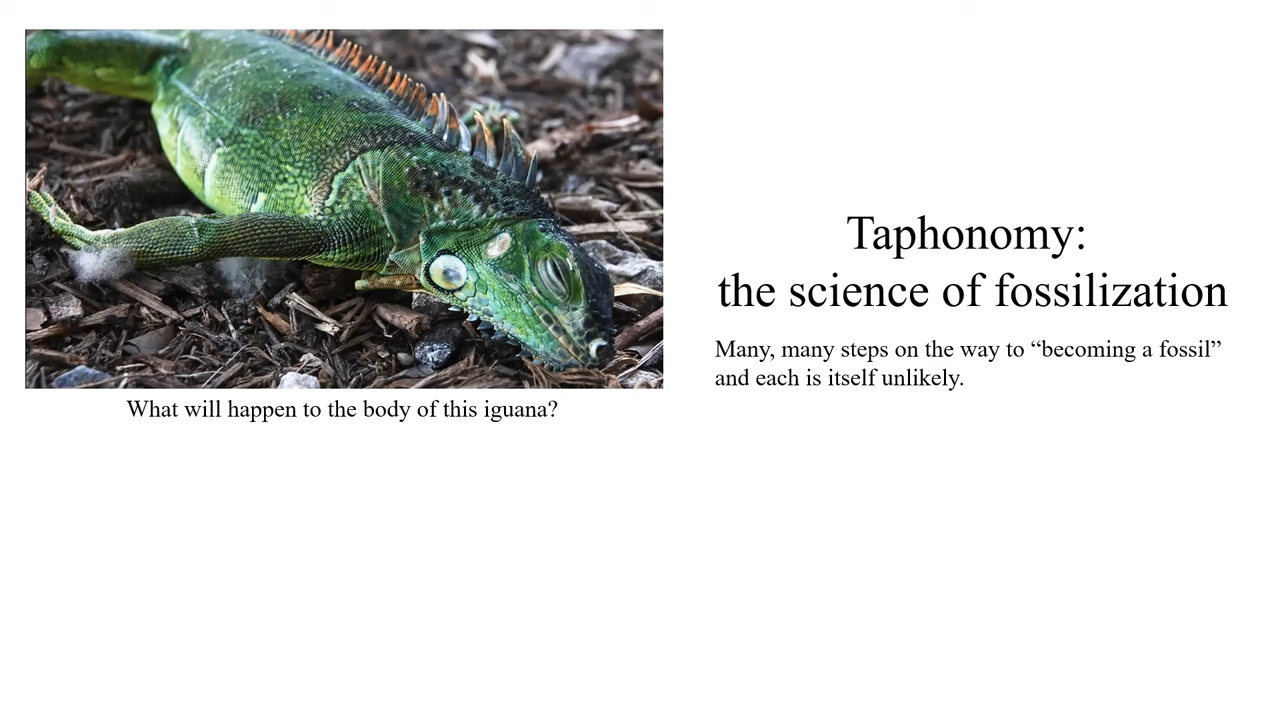 What will happen to the body of this iguana?
Taphonomy:
the science of fossilization
Many, many steps on the way to “becoming a fossil”
and each is itself unlikely.